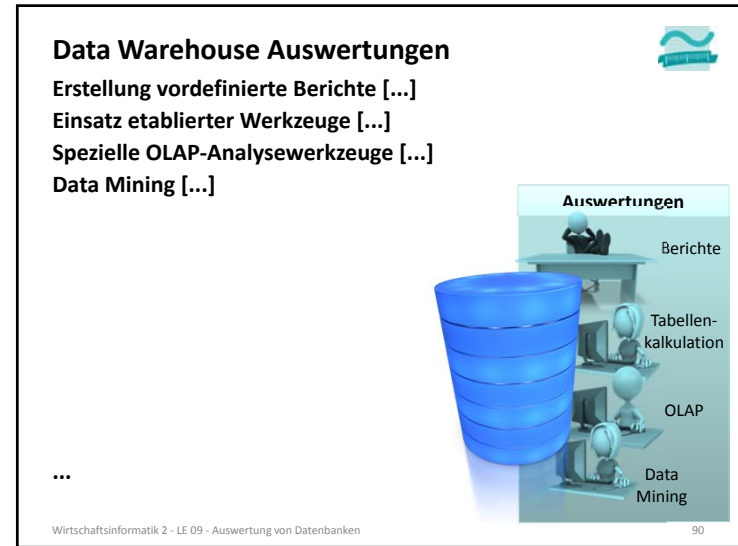 Data Warehouse Auswertungen
Erstellung vordefinierte Berichte [...]
Einsatz etablierter Werkzeuge [...]
Spezielle OLAP-Analysewerkzeuge [...]
Data Mining [...]
Auswertungen
Berichte
Tabellen-
kalkulation
OLAP
Data
Mining
...
Wirtschaftsinformatik 2 - LE 09 - Auswertung von Datenbanken
90